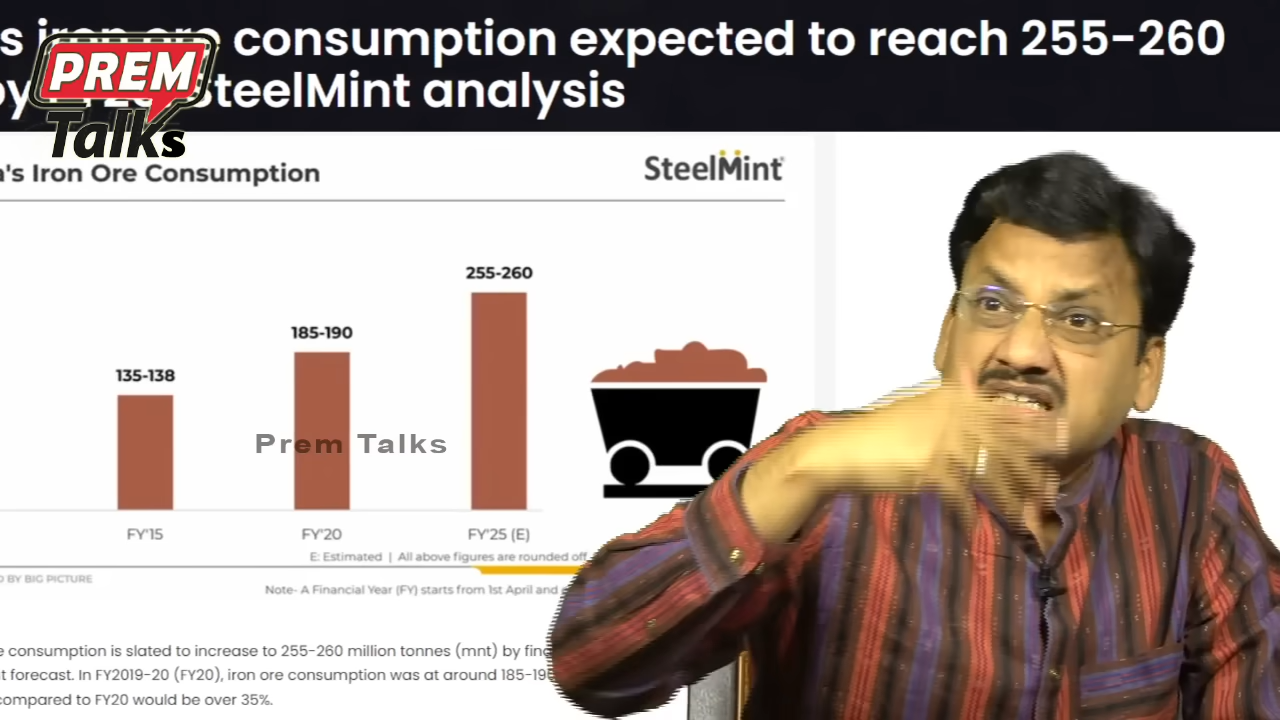 s iron ore consumption expected to reach 255-260
by SteelMint analysis
PREM
Talks
a's Iron Ore Consumption
SteelMint
255-260
185-190
135-138
Prem Talks
FY'15 FY'20 FY'25 (E)
E: Estimated | All above figures are rounded off
D BY BIG PICTURE
Note- A Financial Year (FY) starts from 1st April and
e consumption is slated to increase to 255-260 million tonnes (mnt) by
t forecast. In FY2019-20 (FY20), iron ore consumption was at around
compared to FY20 would be over 35%.